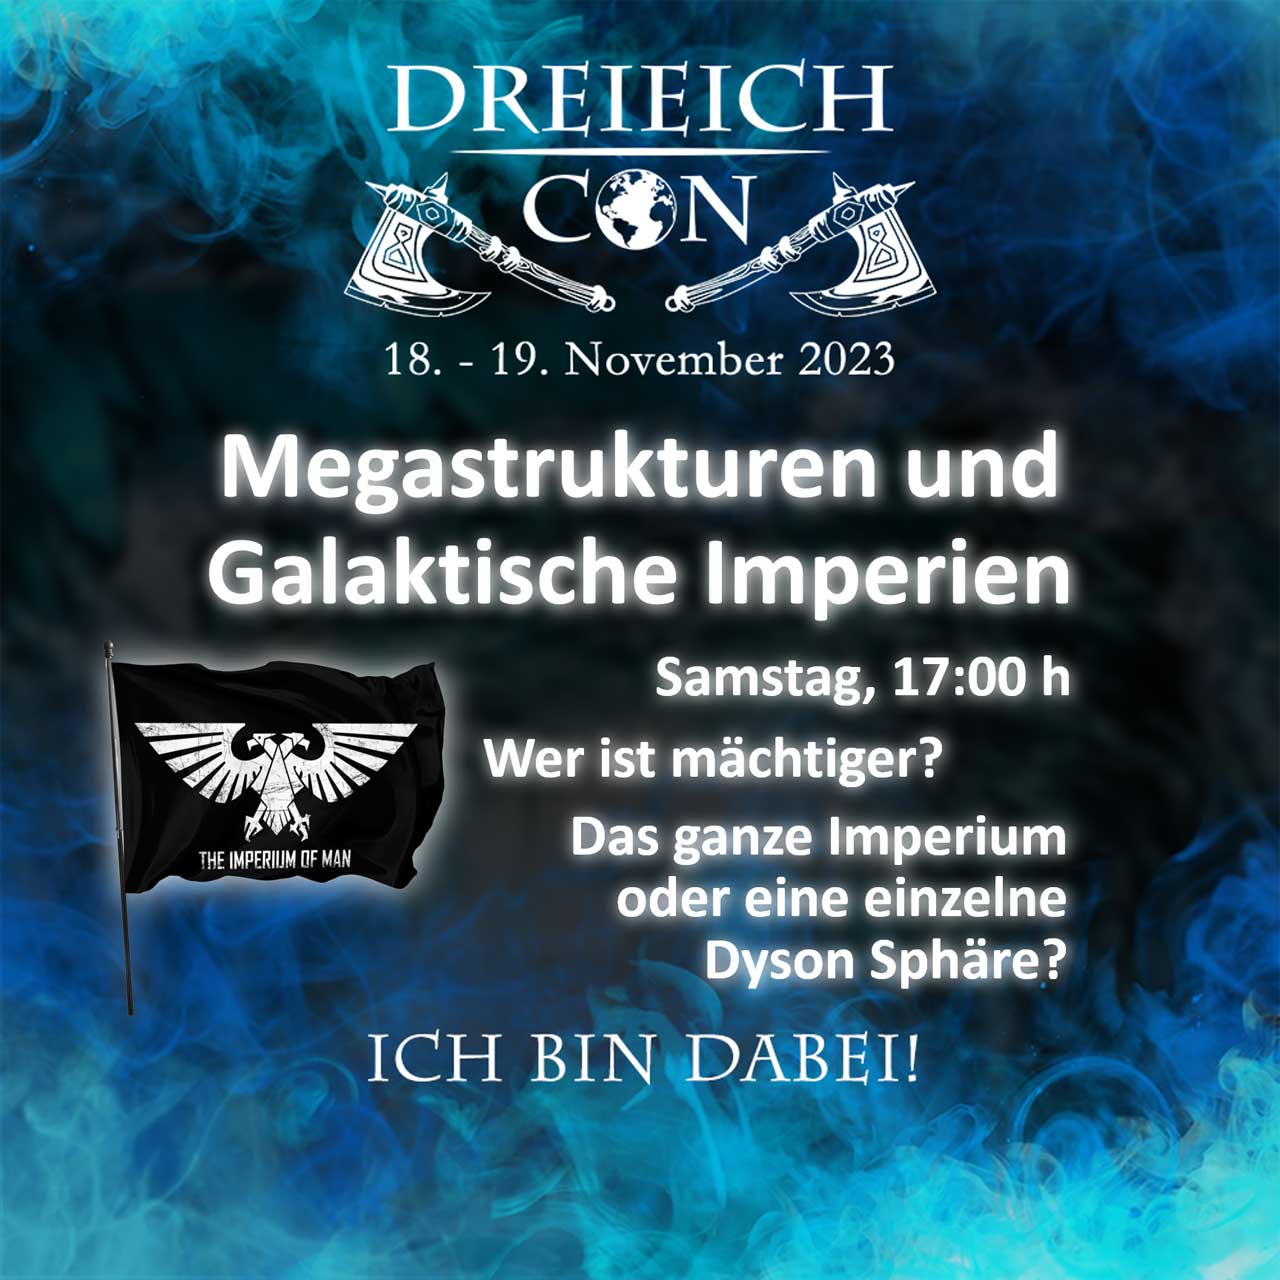 DREIEICH
CON
18. - 19. November 2023
Megastrukturen und
Galaktische Imperien
Samstag, 17:00 h
Wer ist mächtiger?
Das ganze Imperium
oder eine einzelne
Dyson Sphäre?
THE IMPERIUM OF MAN
ICH BIN DABEI!